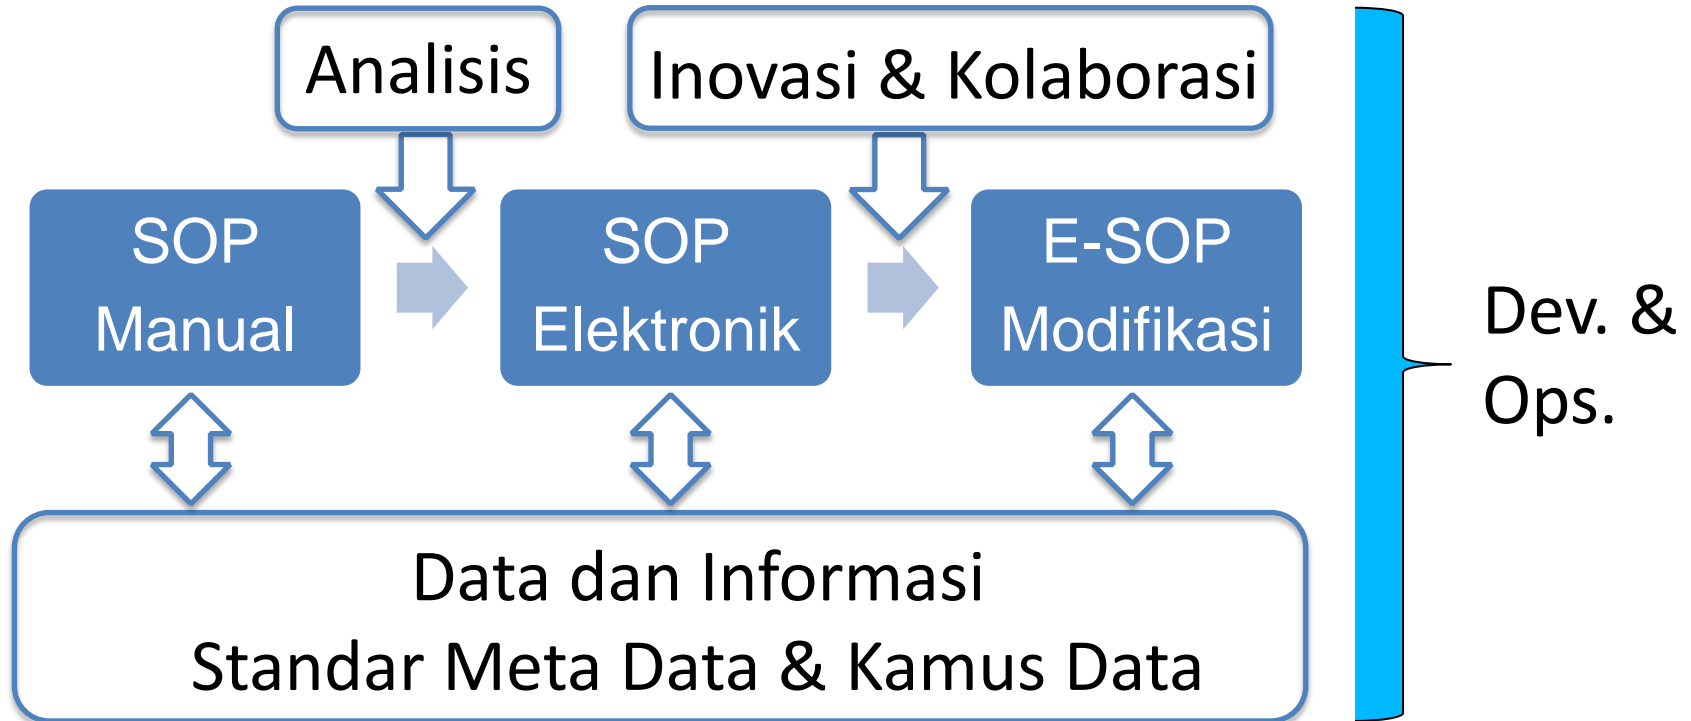 Analisis
Inovasi & Kolaborasi
SOP
Manual
SOP
Elektronik
E-SOP
Modifikasi
Dev. &
Ops.
Data dan Informasi
Standar Meta Data & Kamus Data